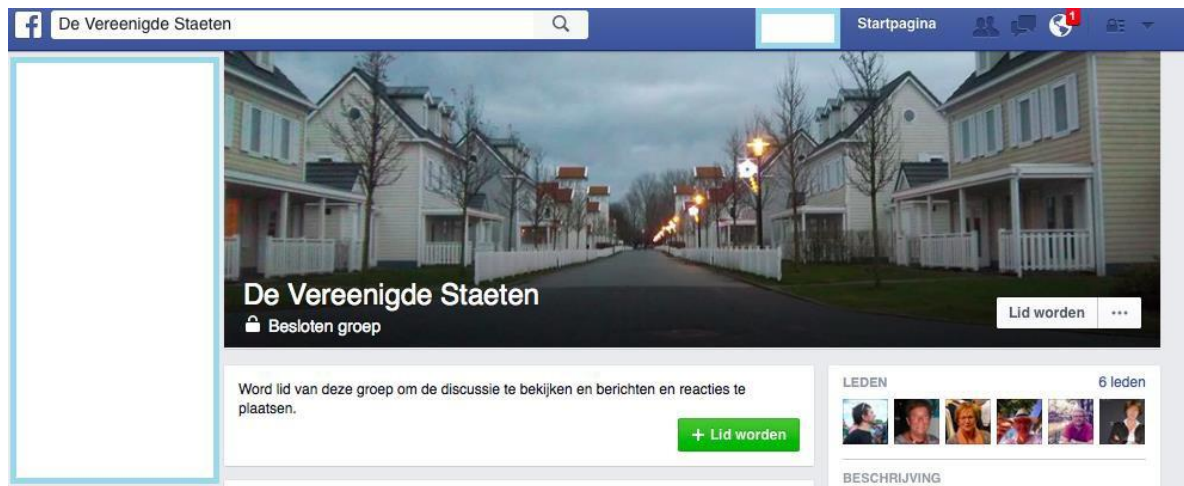 f De Vereenigde Staeten
Startpagina
1
De Vereenigde Staeten
Besloten groep
Lid worden
Word lid van deze groep om de discussie te bekijken en berichten en reacties te
plaatsen.
+ Lid worden
LEDEN 6 leden
BESCHRIJVING